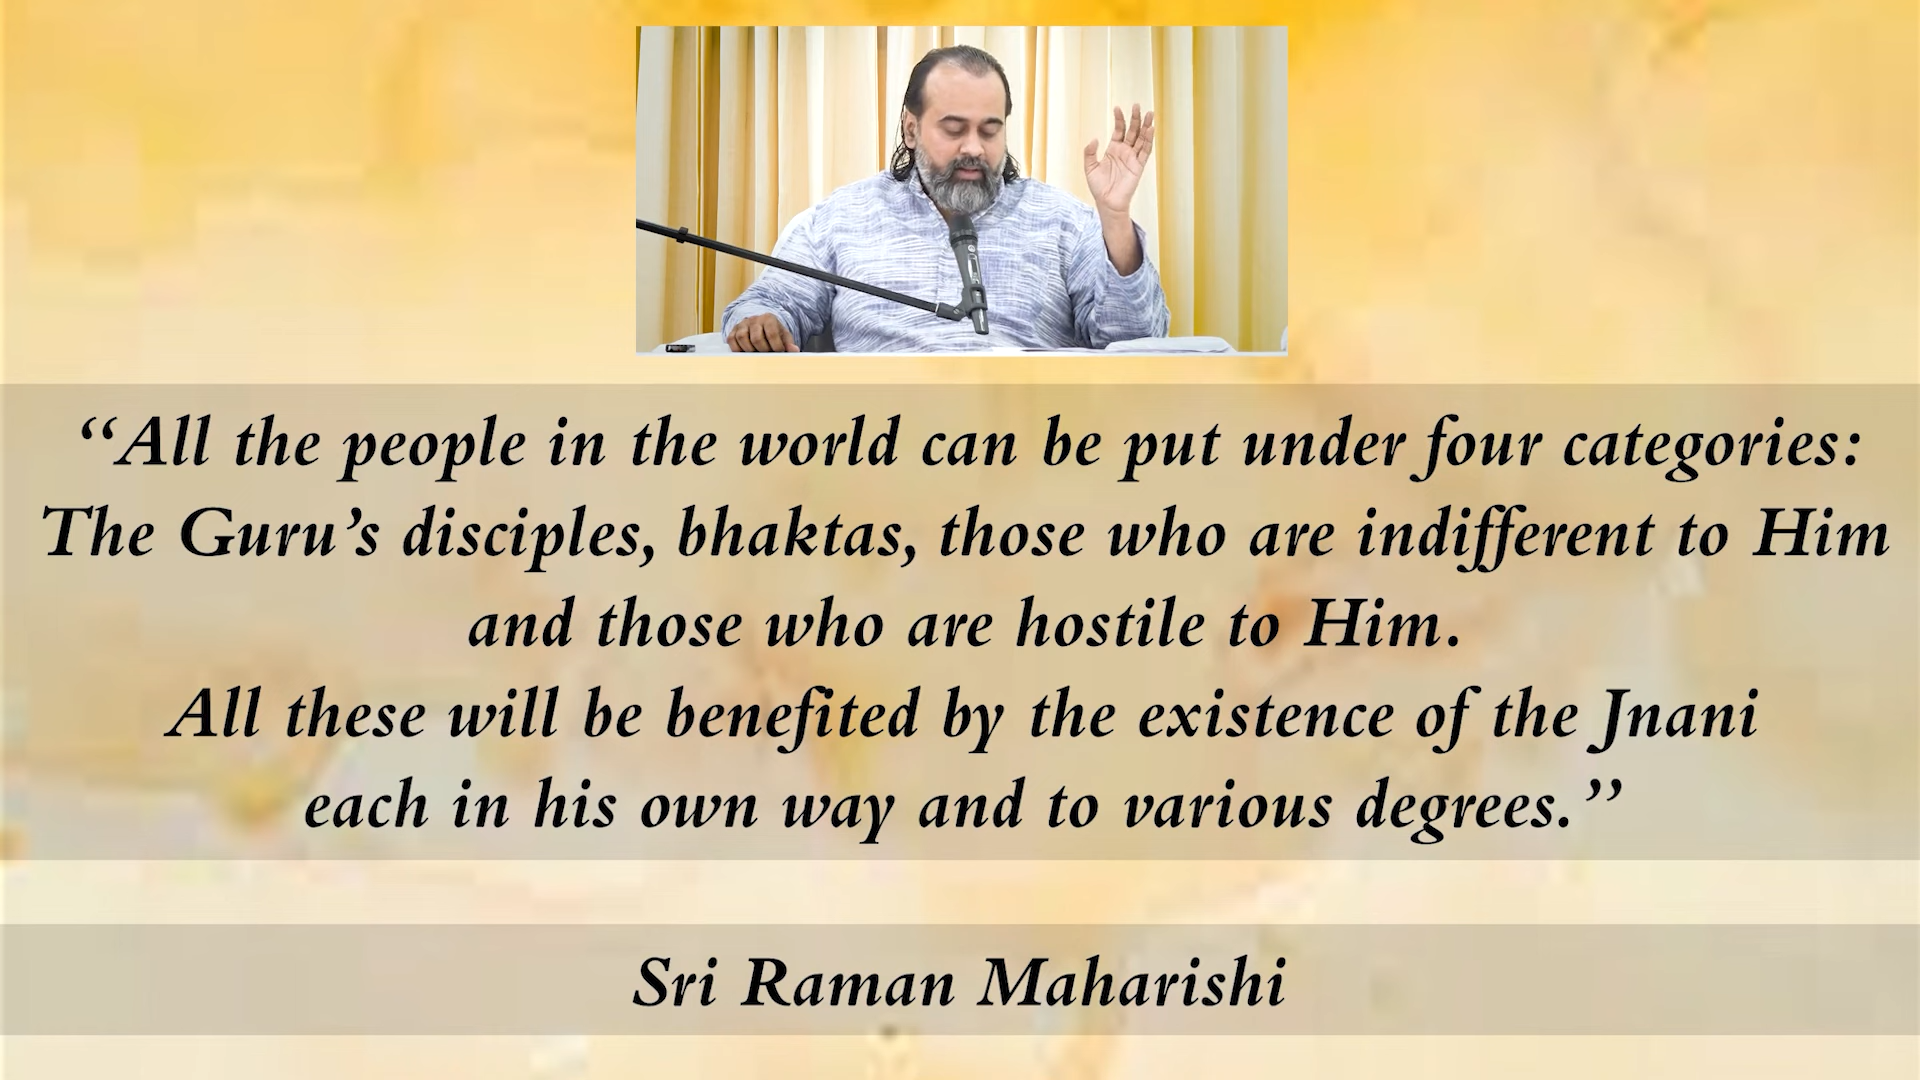 “All the people in the world can be put under four categories:
The Guru’s disciples, bhaktas, those who are indifferent to Him
and those who are hostile to Him.
All these will be benefited by the existence of the Jnani
each in his own way and to various degrees.”
Sri Raman Maharishi